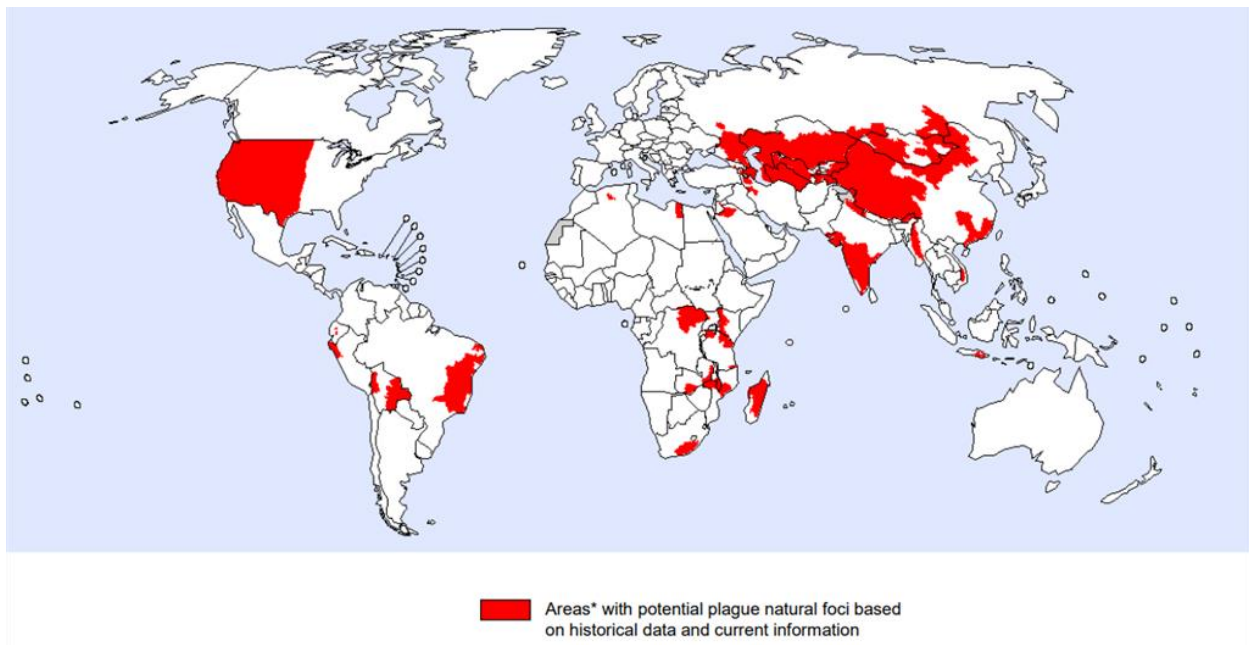 Areas* with potential plague natural foci based
on historical data and current information